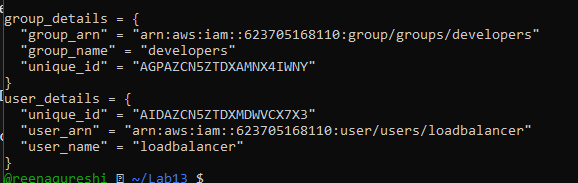 group_details = {
  "group_arn" = "arn:aws:iam::623705168110:group/groups/developers"
  "group_name" = "developers"
  "unique_id" = "AGPAZCN5ZTDXAMNX4IWNY"
}
user_details = {
  "unique_id" = "AIDAZCN5ZTDXMDWVCX7X3"
  "user_arn" = "arn:aws:iam::623705168110:user/users/loadbalancer"
  "user_name" = "loadbalancer"
}
@reenaqureshi ~/Lab13 $